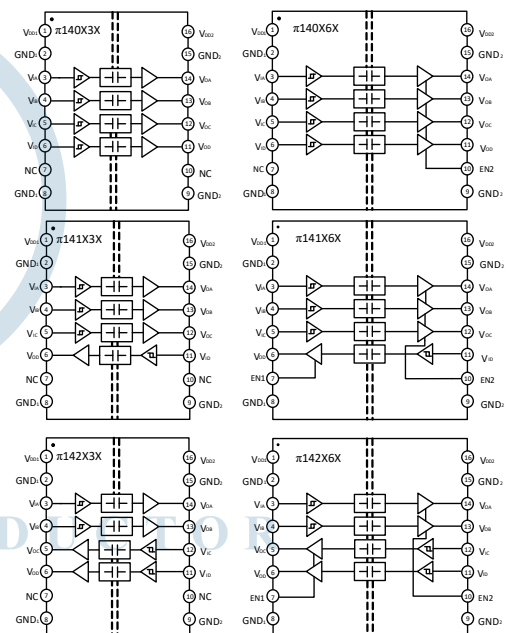 π140X3X
VDD1 1 16 VDD2
GND1 2 15 GND2
VIA 3 14 VOA
VIB 4 13 VOB
VIC 5 12 VOC
VID 6 11 VOD
NC 7 10 NC
GND1 8 9 GND2
π140X6X
VDD1 1 16 VDD2
GND1 2 15 GND2
VIA 3 14 VOA
VIB 4 13 VOB
VIC 5 12 VOC
VID 6 11 VOD
NC 7 10 EN2
GND1 8 9 GND2
π141X3X
VDD1 1 16 VDD2
GND1 2 15 GND2
VIA 3 14 VOA
VIB 4 13 VOB
VIC 5 12 VOC
VOD 6 11 VID
NC 7 10 NC
GND1 8 9 GND2
π141X6X
VDD1 1 16 VDD2
GND1 2 15 GND2
VIA 3 14 VOA
VIB 4 13 VOB
VIC 5 12 VOC
VOD 6 11 VID
EN1 7 10 EN2
GND1 8 9 GND2
π142X3X
VDD1 1 16 VDD2
GND1 2 15 GND2
VIA 3 14 VOA
VIB 4 13 VOB
VOC 5 12 VIC
VOD 6 11 VID
NC 7 10 NC
GND1 8 9 GND2
π142X6X
VDD1 1 16 VDD2
GND1 2 15 GND2
VIA 3 14 VOA
VIB 4 13 VOB
VOC 5 12 VIC
VOD 6 11 VID
EN1 7 10 EN2
GND1 8 9 GND2
DUCTOR